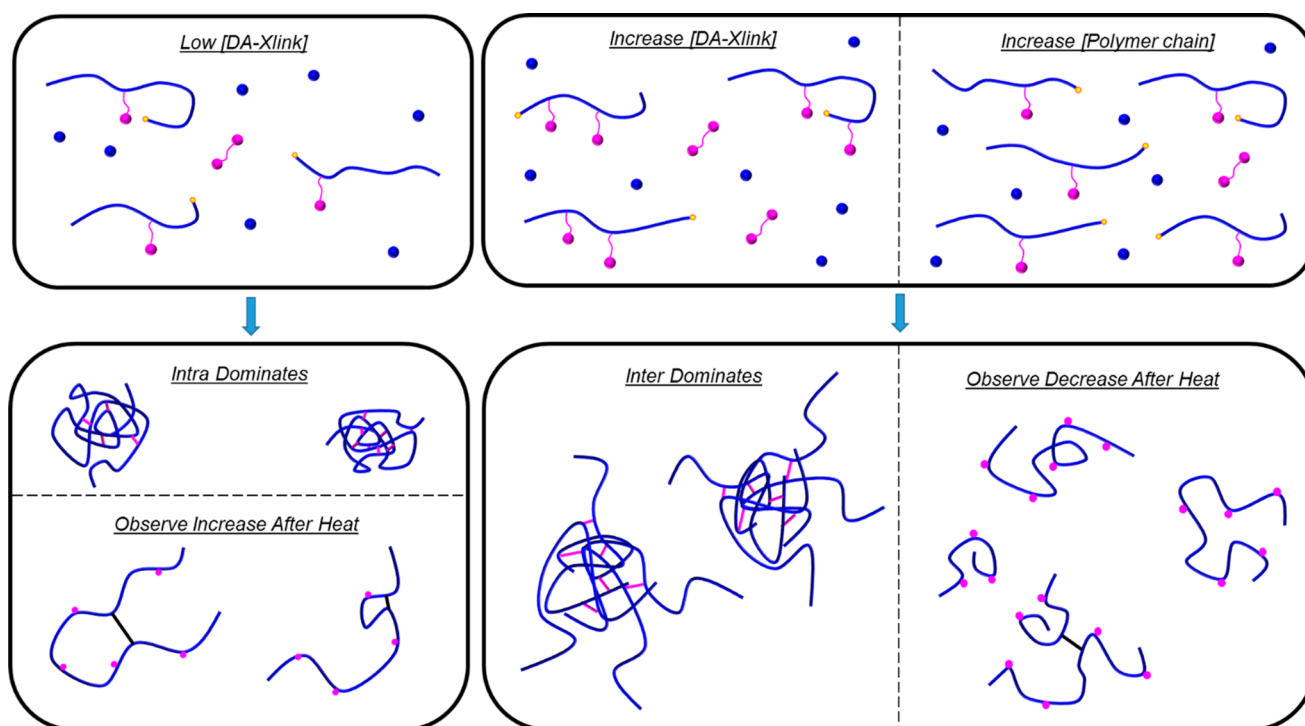 Low [DA-Xlink]
Increase [DA-Xlink]
Increase [Polymer chain]
Intra Dominates
Observe Increase After Heat
Inter Dominates
Observe Decrease After Heat